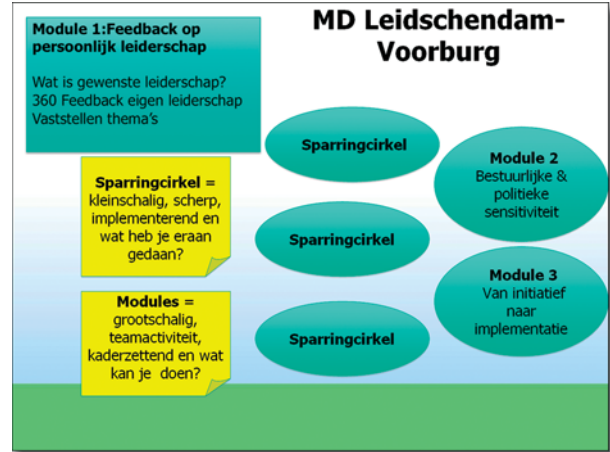 MD Leidschendam-
Voorburg
Module 1:Feedback op
persoonlijk leiderschap
Wat is gewenste leiderschap?
360 Feedback eigen leiderschap
Vaststellen thema's
Sparringcirkel
Module 2
Bestuurlijke &
politieke
sensitiviteit
Sparringcirkel =
kleinschalig, scherp,
implementerend en
wat heb je eraan
gedaan?
Sparringcirkel
Module 3
Van initiatief
naar
implementatie
Modules =
grootschalig,
teamactiviteit,
kaderzettend en wat
kan je doen?
Sparringcirkel